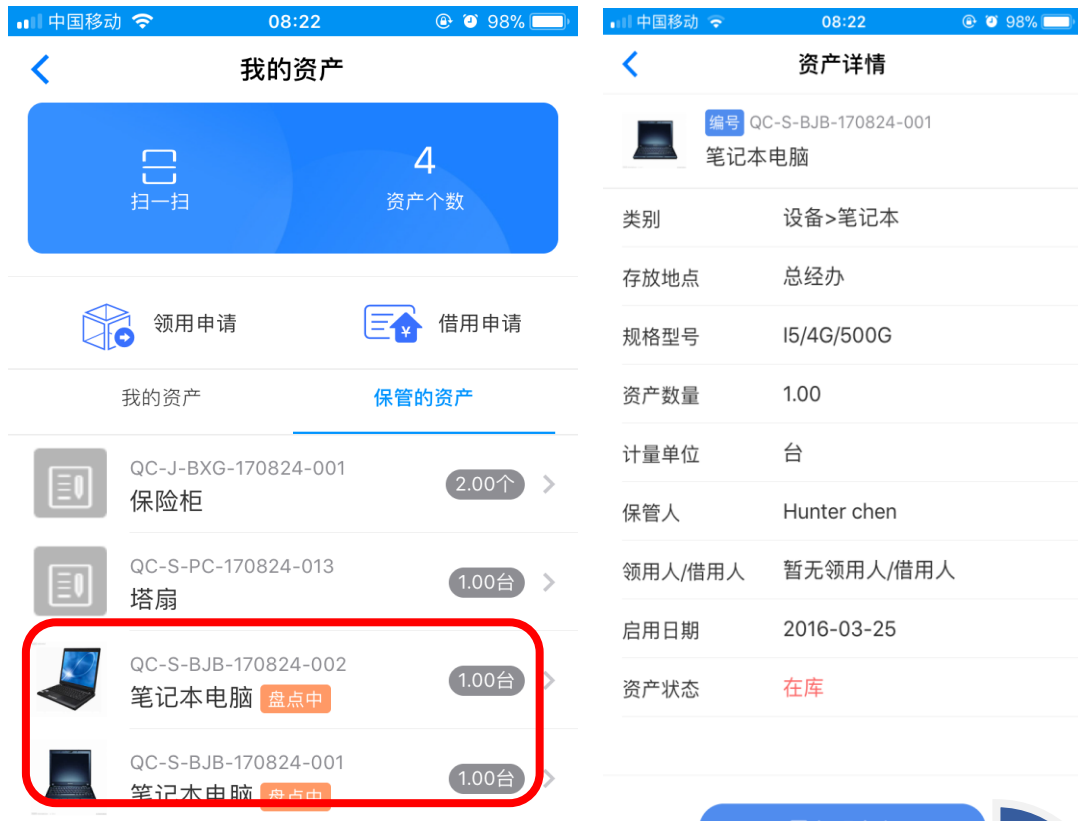 中国移动 08:22 98%
我的资产
扫一扫
4
资产个数
领用申请
借用申请
我的资产
保管的资产
QC-J-BXG-170824-001
保险柜
2.00个
QC-S-PC-170824-013
塔扇
1.00台
QC-S-BJB-170824-002
笔记本电脑 盘点中
1.00台
QC-S-BJB-170824-001
笔记本电脑 盘点中
1.00台
中国移动 08:22 98%
资产详情
编号 QC-S-BJB-170824-001
笔记本电脑
类别 设备>笔记本
存放地点 总经办
规格型号 I5/4G/500G
资产数量 1.00
计量单位 台
保管人 Hunter chen
领用人/借用人 暂无领用人/借用人
启用日期 2016-03-25
资产状态 在库